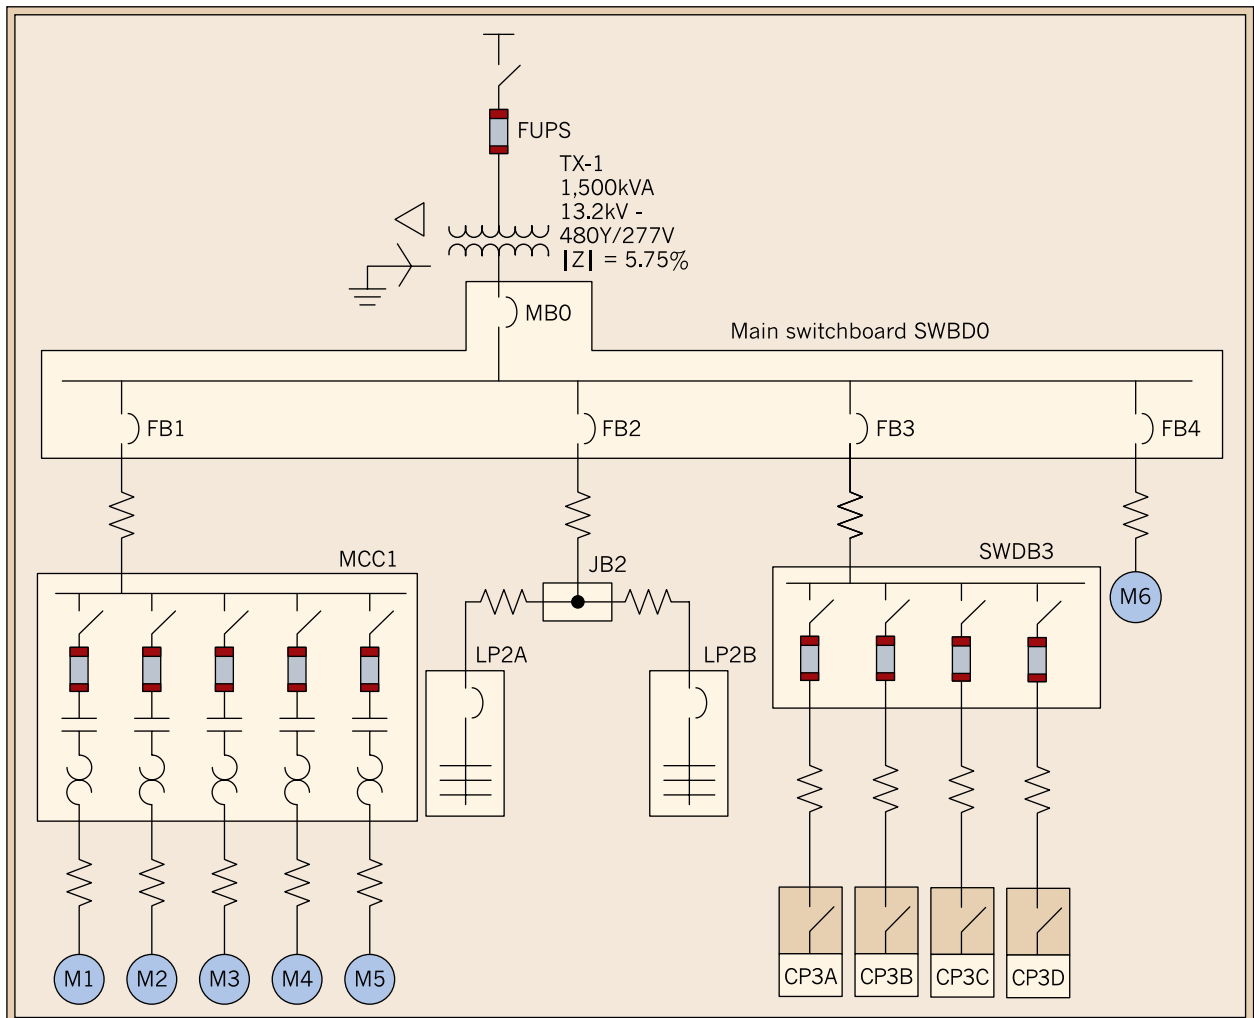 FUPS
TX-1
1,500kVA
13.2kV -
480Y/277V
|Z| = 5.75%
MB0
Main switchboard SWBD0
FB1
FB2
FB3
FB4
MCC1
JB2
SWDB3
M6
LP2A
LP2B
M1
M2
M3
M4
M5
CP3A
CP3B
CP3C
CP3D